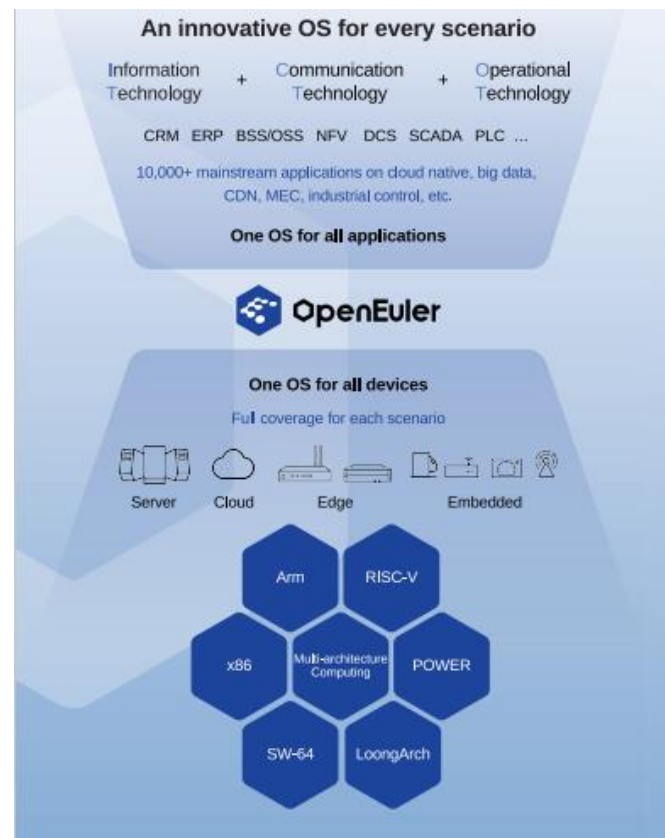 An innovative OS for every scenario
Information Technology + Communication Technology + Operational Technology
CRM ERP BSS/OSS NFV DCS SCADA PLC ...
10,000+ mainstream applications on cloud native, big data,
CDN, MEC, industrial control, etc.
One OS for all applications
OpenEuler
One OS for all devices
Full coverage for each scenario
Server Cloud Edge Embedded
Arm RISC-V
x86 Multi-architecture Computing POWER
SW-64 LoongArch